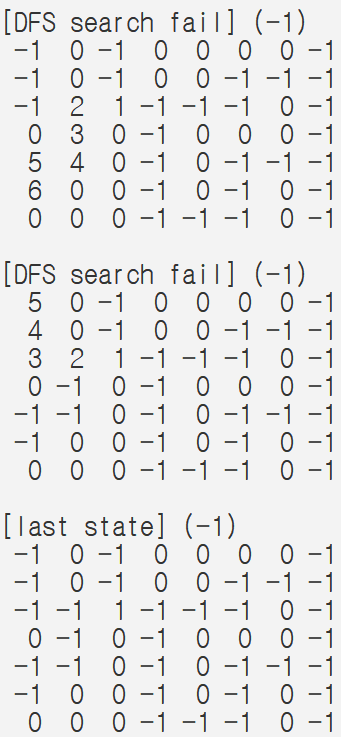 [DFS search fail] (-1)
-1 0 -1 0 0 0 0 -1
-1 0 -1 0 0 -1 -1 -1
-1 2 1 -1 -1 -1 0 -1
0 3 0 -1 0 0 0 -1
5 4 0 -1 0 -1 -1 -1
6 0 0 -1 0 -1 0 -1
0 0 0 -1 -1 -1 0 -1
[DFS search fail] (-1)
5 0 -1 0 0 0 0 -1
4 0 -1 0 0 -1 -1 -1
3 2 1 -1 -1 -1 0 -1
0 -1 0 -1 0 0 0 -1
-1 -1 0 -1 0 -1 -1 -1
-1 0 0 -1 0 -1 0 -1
0 0 0 -1 -1 -1 0 -1
[last state] (-1)
-1 0 -1 0 0 0 0 -1
-1 0 -1 0 0 -1 -1 -1
-1 -1 1 -1 -1 -1 0 -1
0 -1 0 -1 0 0 0 -1
-1 -1 0 -1 0 -1 -1 -1
-1 0 0 -1 0 -1 0 -1
0 0 0 -1 -1 -1 0 -1